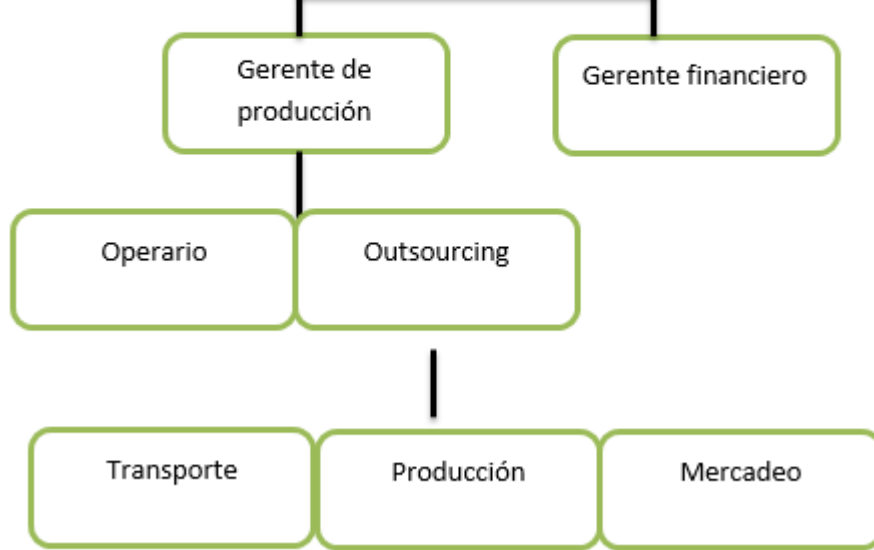 Gerente de
producción
Gerente financiero
Operario
Outsourcing
Transporte
Producción
Mercadeo